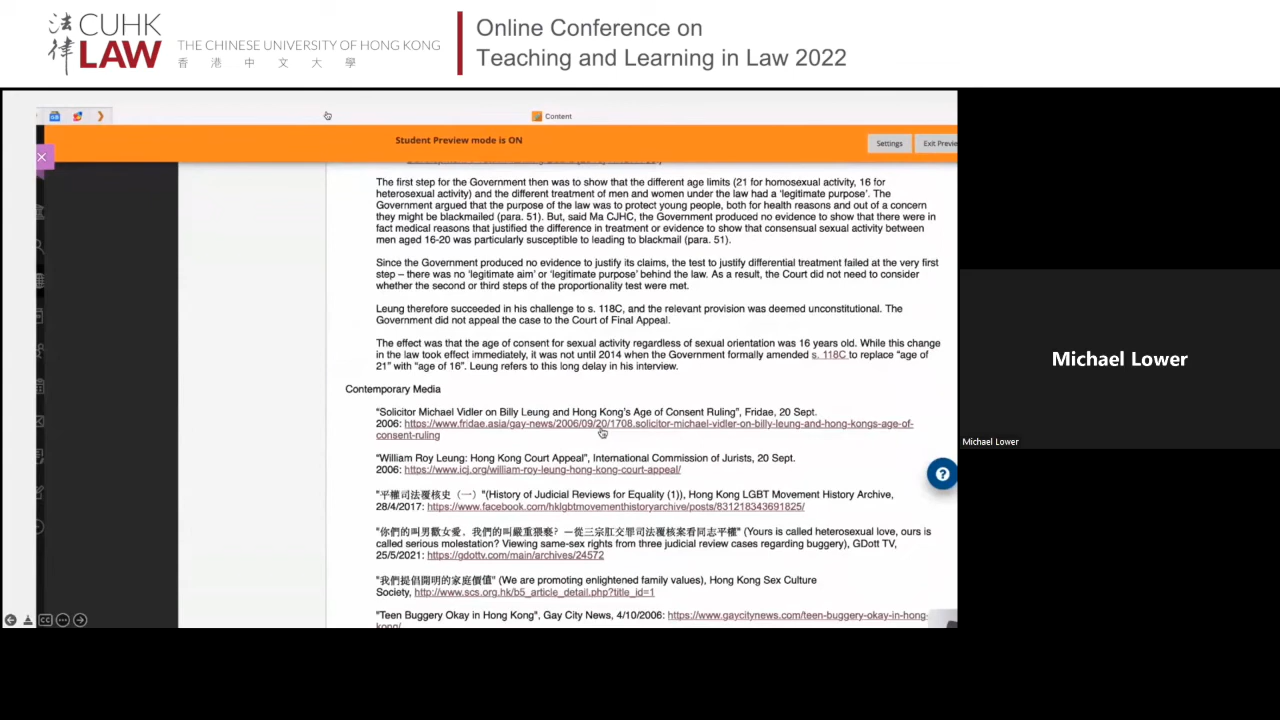 法律
CUHK
LAW
THE CHINESE UNIVERSITY OF HONG KONG
香 港 中 文 大 學
Online Conference on
Teaching and Learning in Law 2022
Content
Student Preview mode is ON
Settings
Exit Previe
The first step for the Government then was to show that the different age limits (21 for homosexual activity, 16 for
heterosexual activity) and the different treatment of men and women under the law had a ‘legitimate purpose’. The
Government argued that the purpose of the law was to protect young people, both for health reasons and out of a concern
they might be blackmailed (para. 51). But, said Ma CJHC, the Government produced no evidence to show that there were in
fact medical reasons that justified the difference in treatment or evidence to show that consensual sexual activity between
men aged 16-20 was particularly susceptible to leading to blackmail (para. 51).
Since the Government produced no evidence to justify its claims, the test to justify differential treatment failed at the very first
step – there was no ‘legitimate aim’ or ‘legitimate purpose’ behind the law. As a result, the Court did not need to consider
whether the second or third steps of the proportionality test were met.
Leung therefore succeeded in his challenge to s. 118C, and the relevant provision was deemed unconstitutional. The
Government did not appeal the case to the Court of Final Appeal.
The effect was that the age of consent for sexual activity regardless of sexual orientation was 16 years old. While this change
in the law took effect immediately, it was not until 2014 when the Government formally amended s. 118C to replace “age of
21” with “age of 16”. Leung refers to this long delay in his interview.
Contemporary Media
“Solicitor Michael Vidler on Billy Leung and Hong Kong’s Age of Consent Ruling”, Fridae, 20 Sept.
2006: https://www.fridae.asia/gay-news/2006/09/20/1708.solicitor-michael-vidler-on-billy-leung-and-hong-kongs-age-of-
consent-ruling
“William Roy Leung: Hong Kong Court Appeal”, International Commission of Jurists, 20 Sept.
2006: https://www.icj.org/william-roy-leung-hong-kong-court-appeal/
"平權司法覆核史（一）"(History of Judicial Reviews for Equality (1)), Hong Kong LGBT Movement History Archive,
28/4/2017: https://www.facebook.com/hklgbtmovementhistoryarchive/posts/831218343691825/
"你們的叫男歡女愛，我們的叫嚴重猥褻？－從三宗肛交罪司法覆核案看同志平權" (Yours is called heterosexual love, ours is
called serious molestation? Viewing same-sex rights from three judicial review cases regarding buggery), GDott TV,
25/5/2021: https://gdottv.com/main/archives/24572
"我們提倡開明的家庭價值" (We are promoting enlightened family values), Hong Kong Sex Culture
Society, http://www.scs.org.hk/b5_article_detail.php?title_id=1
"Teen Buggery Okay in Hong Kong", Gay City News, 4/10/2006: https://www.gaycitynews.com/teen-buggery-okay-in-hong-
kong/
Michael Lower
Michael Lower
CC